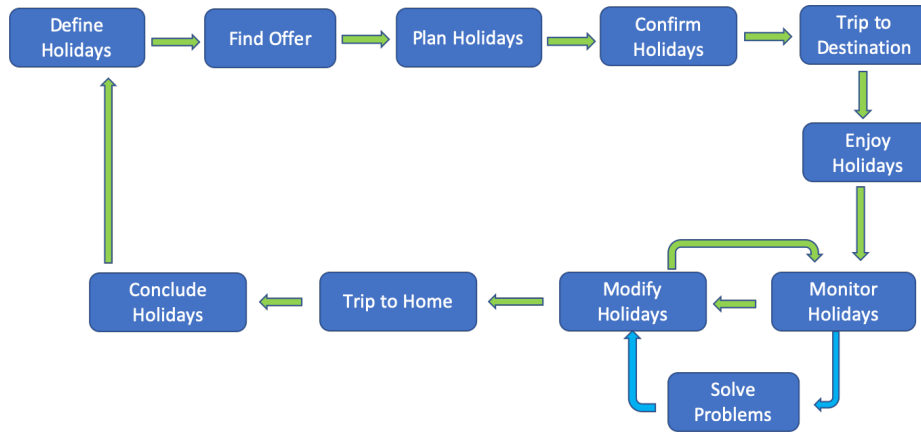 Define
Holidays
Find Offer
Plan Holidays
Confirm
Holidays
Trip to
Destination
Enjoy
Holidays
Monitor
Holidays
Modify
Holidays
Solve
Problems
Trip to Home
Conclude
Holidays